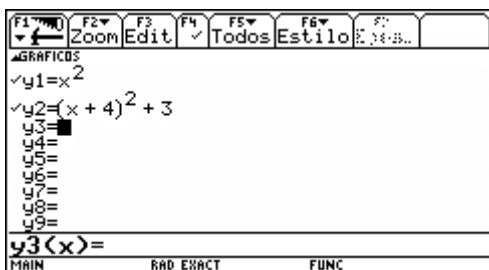 F1 F2 F3 F4 F5 F6
Zoom Edit ✓ Todos Estilo
GRAFICOS
✓y1=x²
✓y2=(x + 4)² + 3
y3=
y4=
y5=
y6=
y7=
y8=
y9=
y3(x)=
MAIN RAD EXACT FUNC